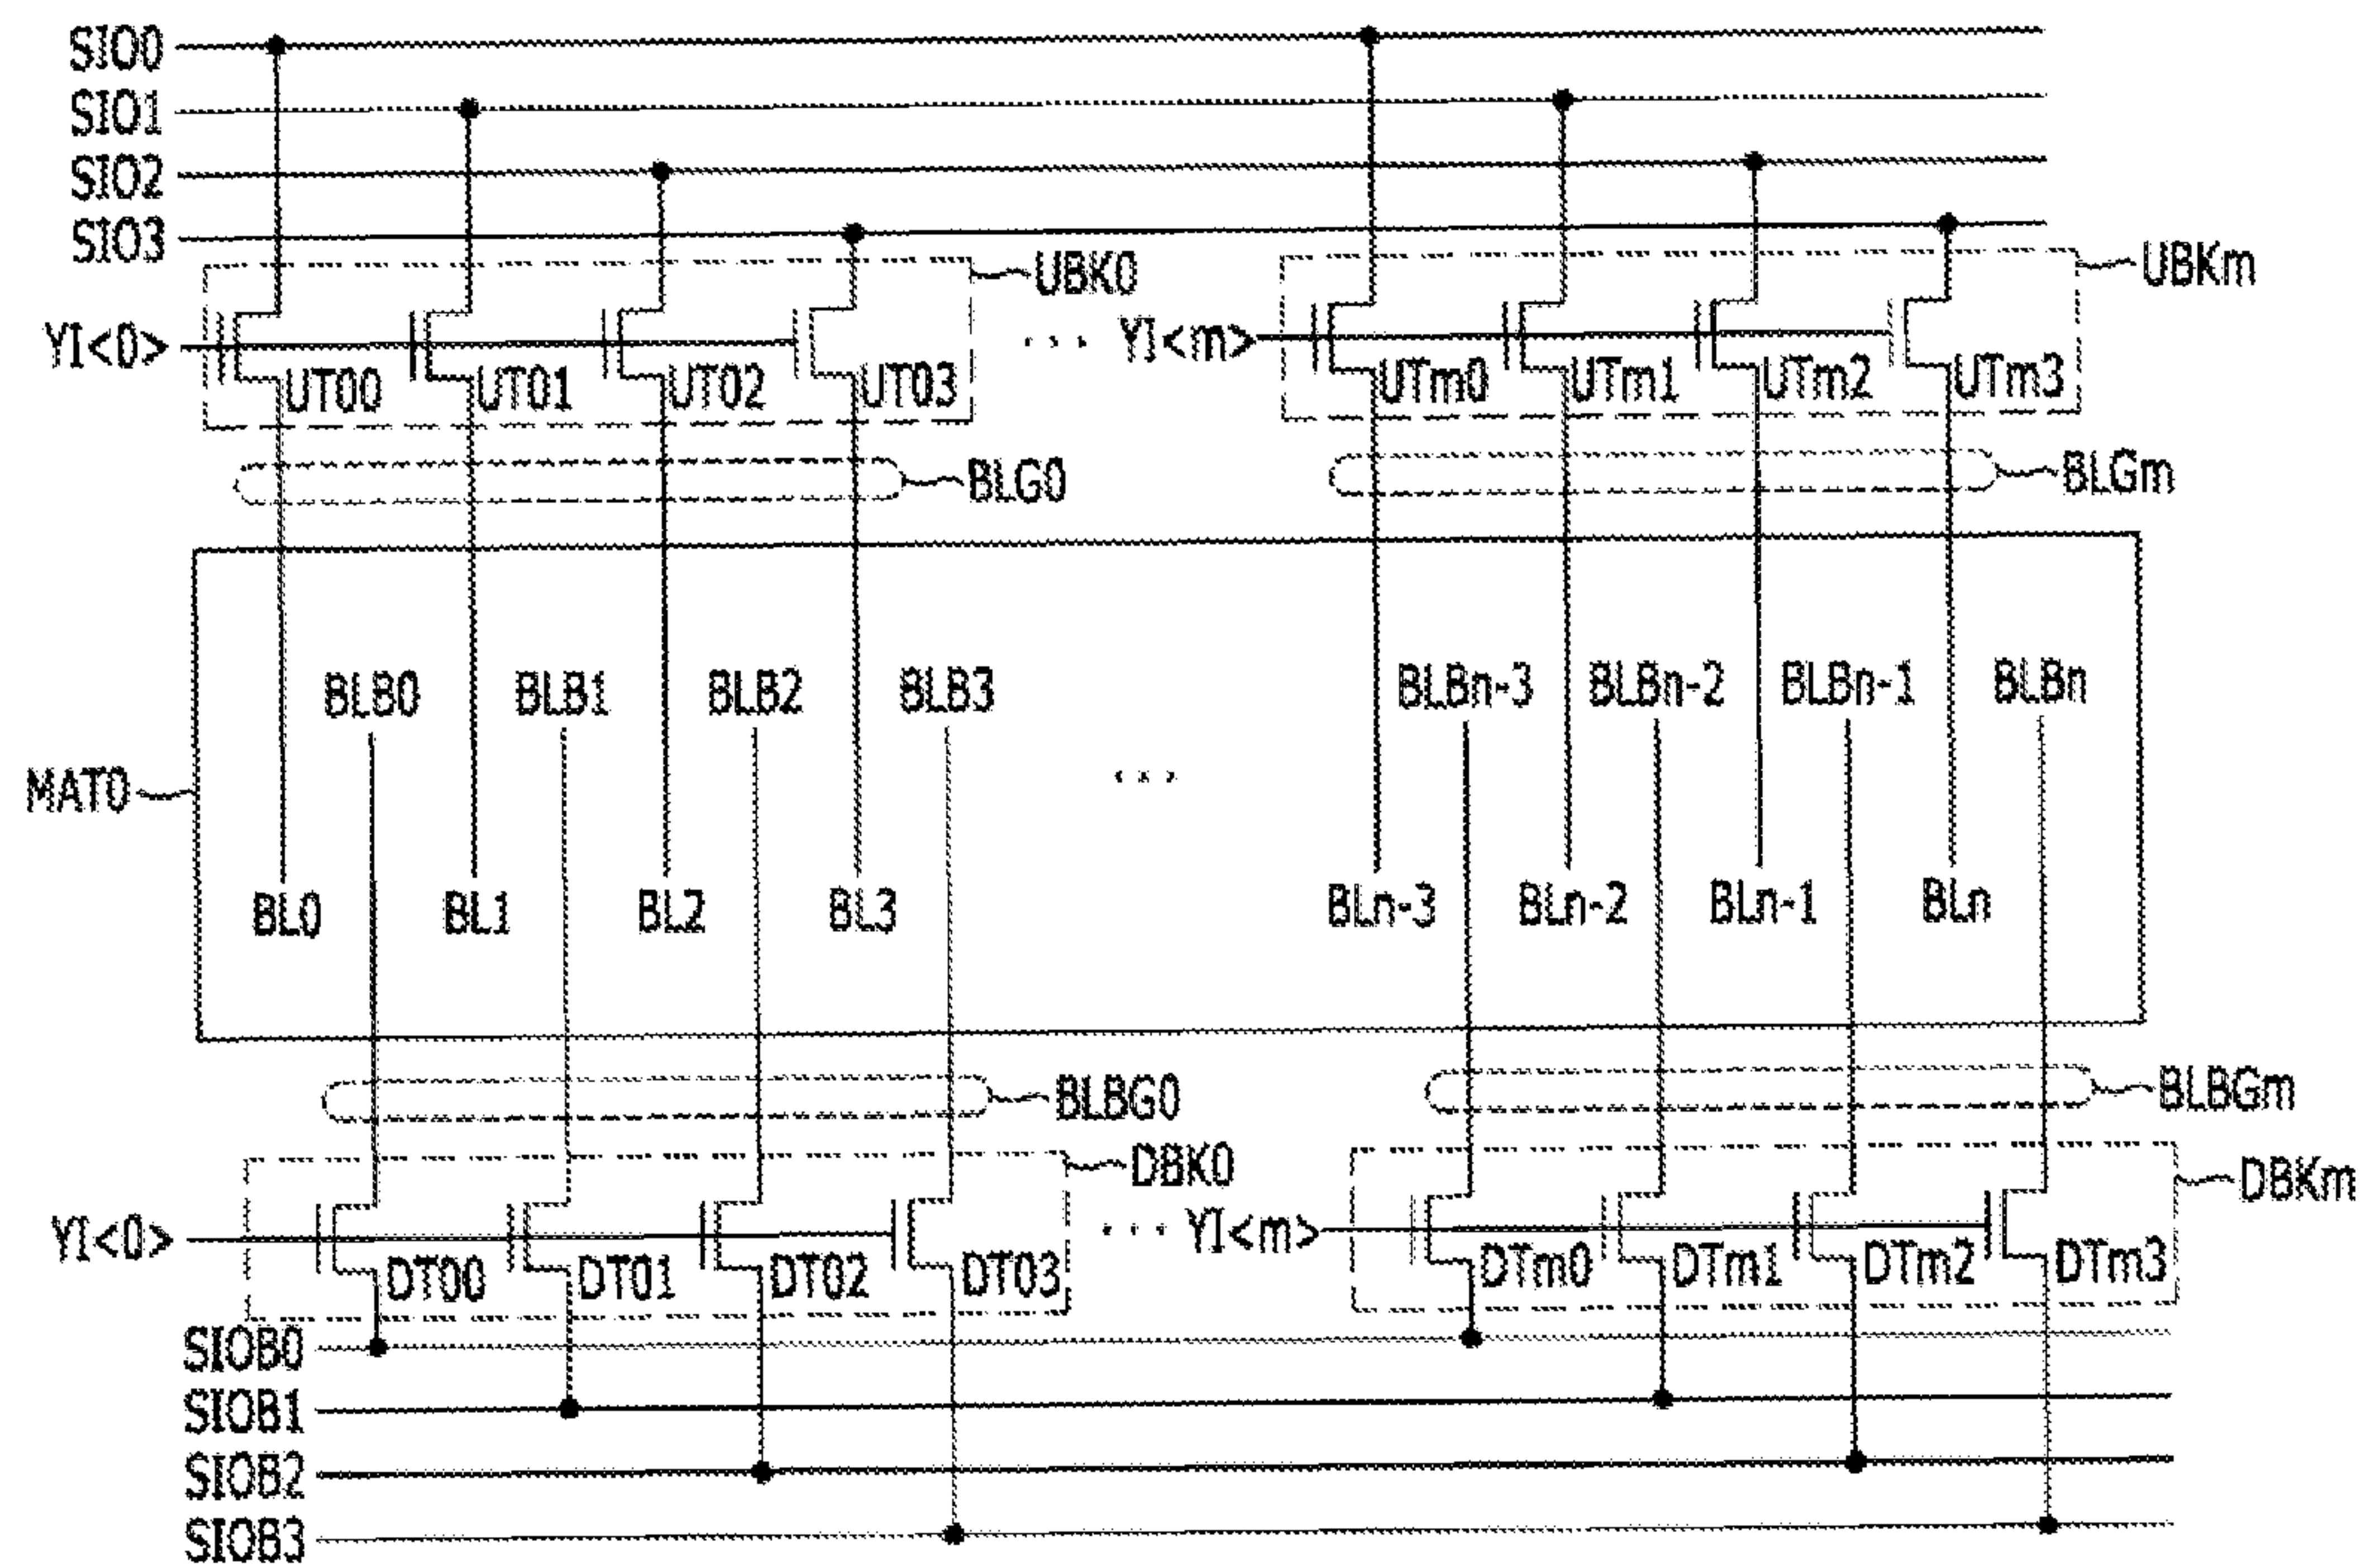 SIO0
SIO1
SIO2
SIO3
UBK0
UBKm
YI<0>
... YI<m>
UT00 UT01 UT02 UT03
UTm0 UTm1 UTm2 UTm3
BLG0
BLGm
BLB0 BLB1 BLB2 BLB3
BLBn-3 BLBn-2 BLBn-1 BLBn
MAT0
...
BL0 BL1 BL2 BL3
BLn-3 BLn-2 BLn-1 BLn
BLBG0
BLBGm
DBK0
DBKm
YI<0>
... YI<m>
DT00 DT01 DT02 DT03
DTm0 DTm1 DTm2 DTm3
SIOB0
SIOB1
SIOB2
SIOB3